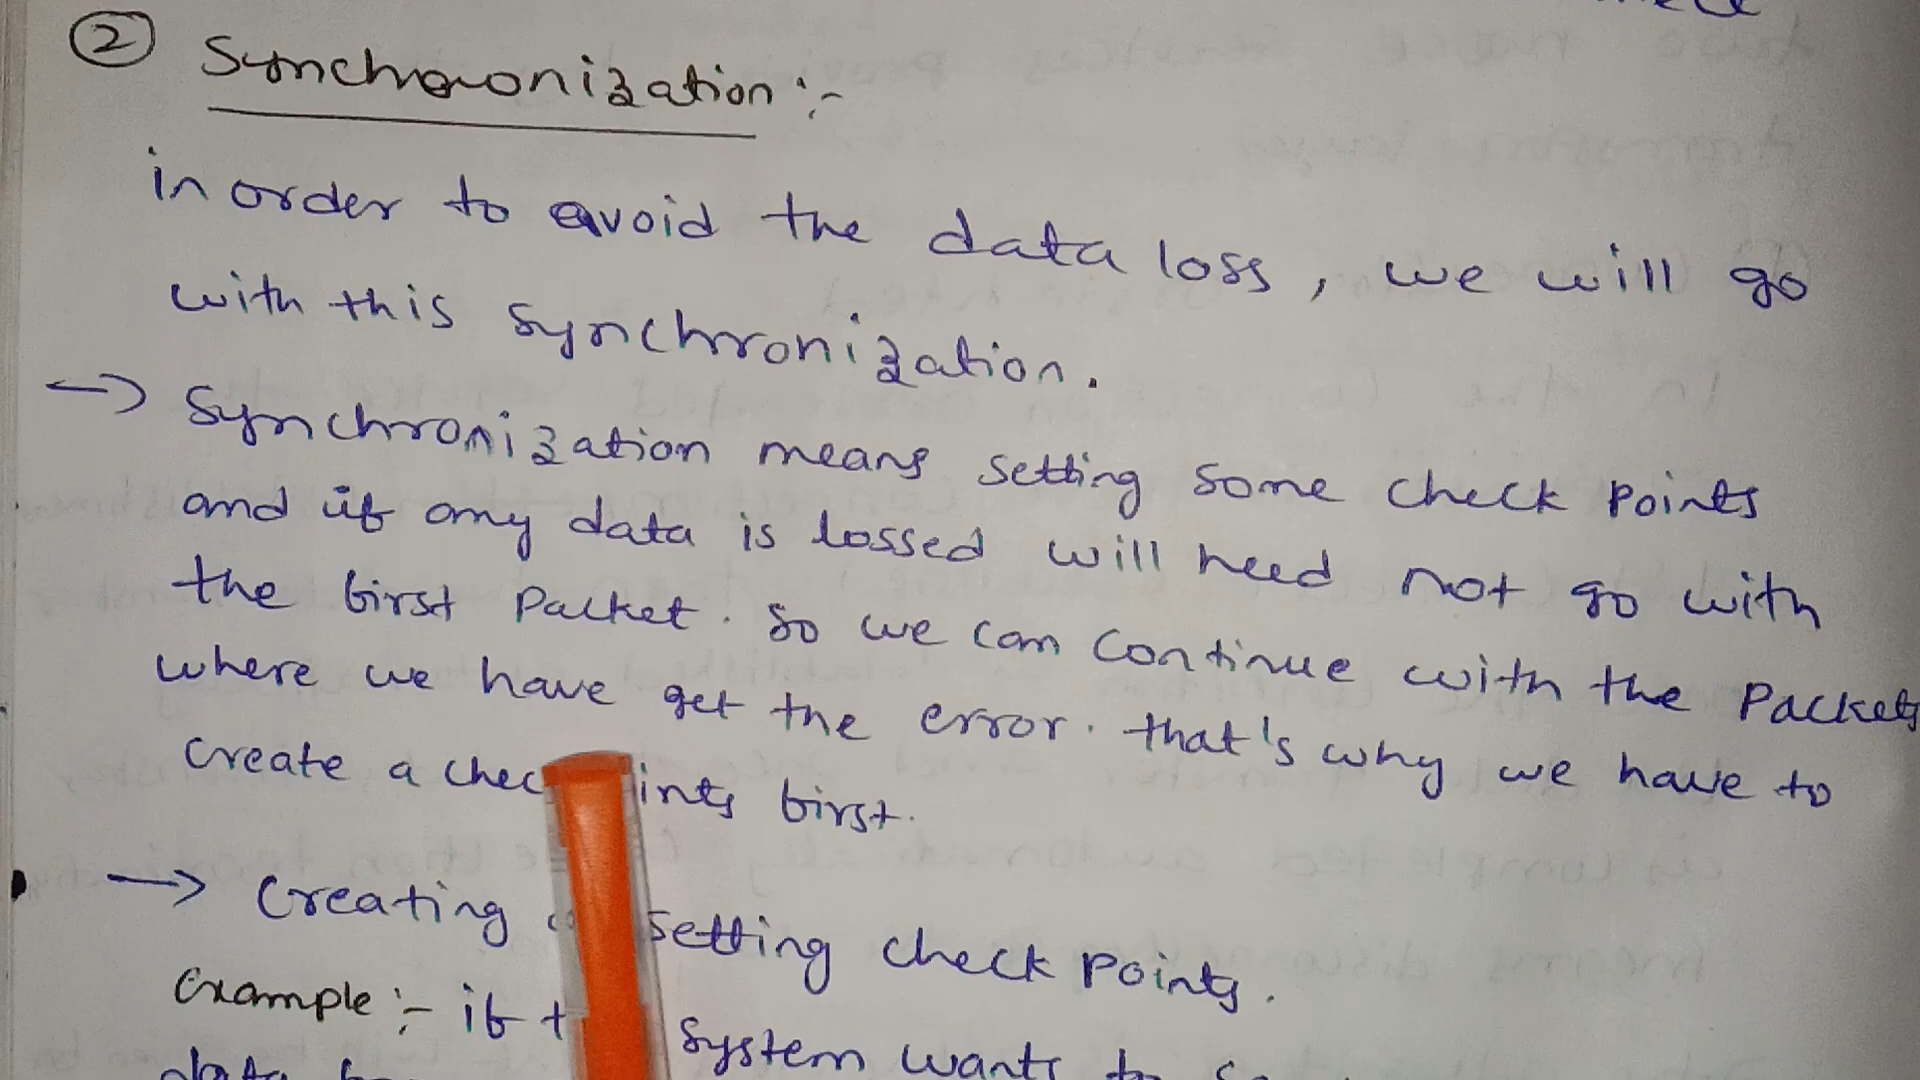 ② Synchronization :-
in order to avoid the data loss, we will go
with this synchronization.
→ Synchronization means setting some check points
and if any data is lossed will need not go with
the first packet. So we can continue with the packets
where we have get the error. that's why we have to
create a first.
→ Creating setting check points.
Example :- if system wants to
data